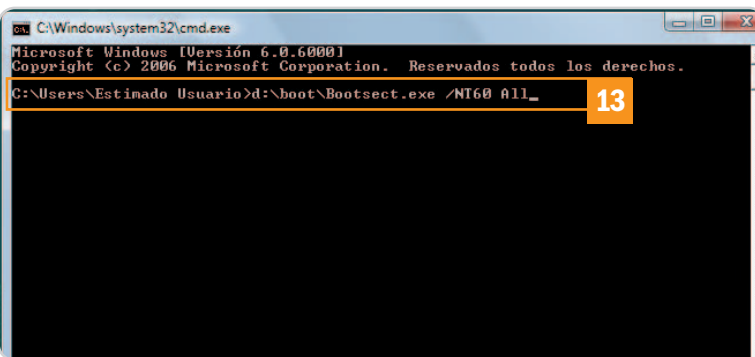 C:\Windows\system32\cmd.exe
Microsoft Windows [Versión 6.0.6000]
Copyright (c) 2006 Microsoft Corporation.  Reservados todos los derechos.
C:\Users\Estimado Usuario>d:\boot\Bootsect.exe /NT60 All_
13